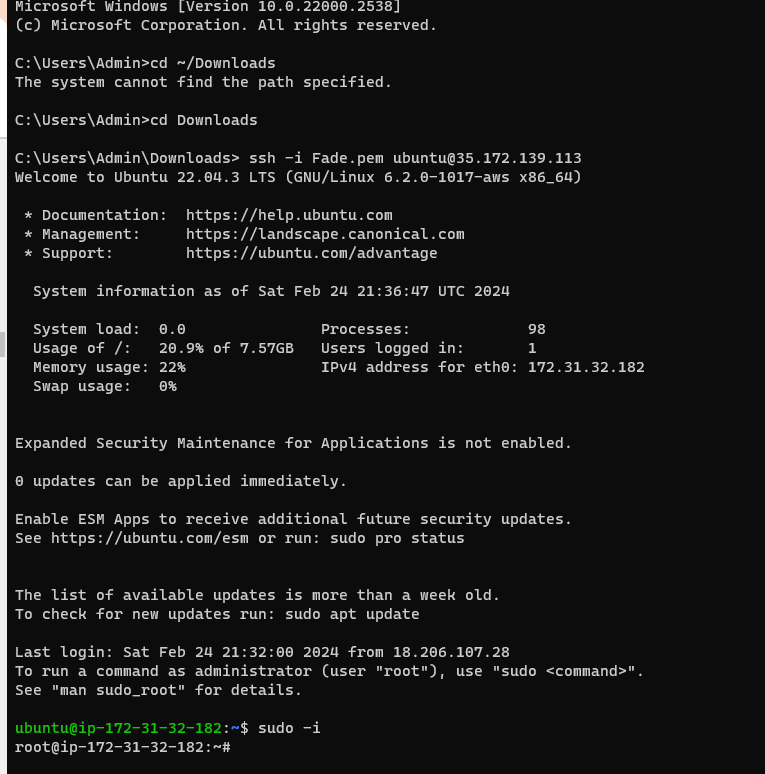 Microsoft Windows [Version 10.0.22000.2538]
(c) Microsoft Corporation. All rights reserved.
C:\Users\Admin>cd ~/Downloads
The system cannot find the path specified.
C:\Users\Admin>cd Downloads
C:\Users\Admin\Downloads> ssh -i Fade.pem ubuntu@35.172.139.113
Welcome to Ubuntu 22.04.3 LTS (GNU/Linux 6.2.0-1017-aws x86_64)
* Documentation:  https://help.ubuntu.com
* Management:     https://landscape.canonical.com
* Support:        https://ubuntu.com/advantage
System information as of Sat Feb 24 21:36:47 UTC 2024
System load:  0.0               Processes:             98
Usage of /:   20.9% of 7.57GB   Users logged in:       1
Memory usage: 22%               IPv4 address for eth0: 172.31.32.182
Swap usage:   0%
Expanded Security Maintenance for Applications is not enabled.
0 updates can be applied immediately.
Enable ESM Apps to receive additional future security updates.
See https://ubuntu.com/esm or run: sudo pro status
The list of available updates is more than a week old.
To check for new updates run: sudo apt update
Last login: Sat Feb 24 21:32:00 2024 from 18.206.107.28
To run a command as administrator (user "root"), use "sudo <command>".
See "man sudo_root" for details.
ubuntu@ip-172-31-32-182:~$ sudo -i
root@ip-172-31-32-182:~#